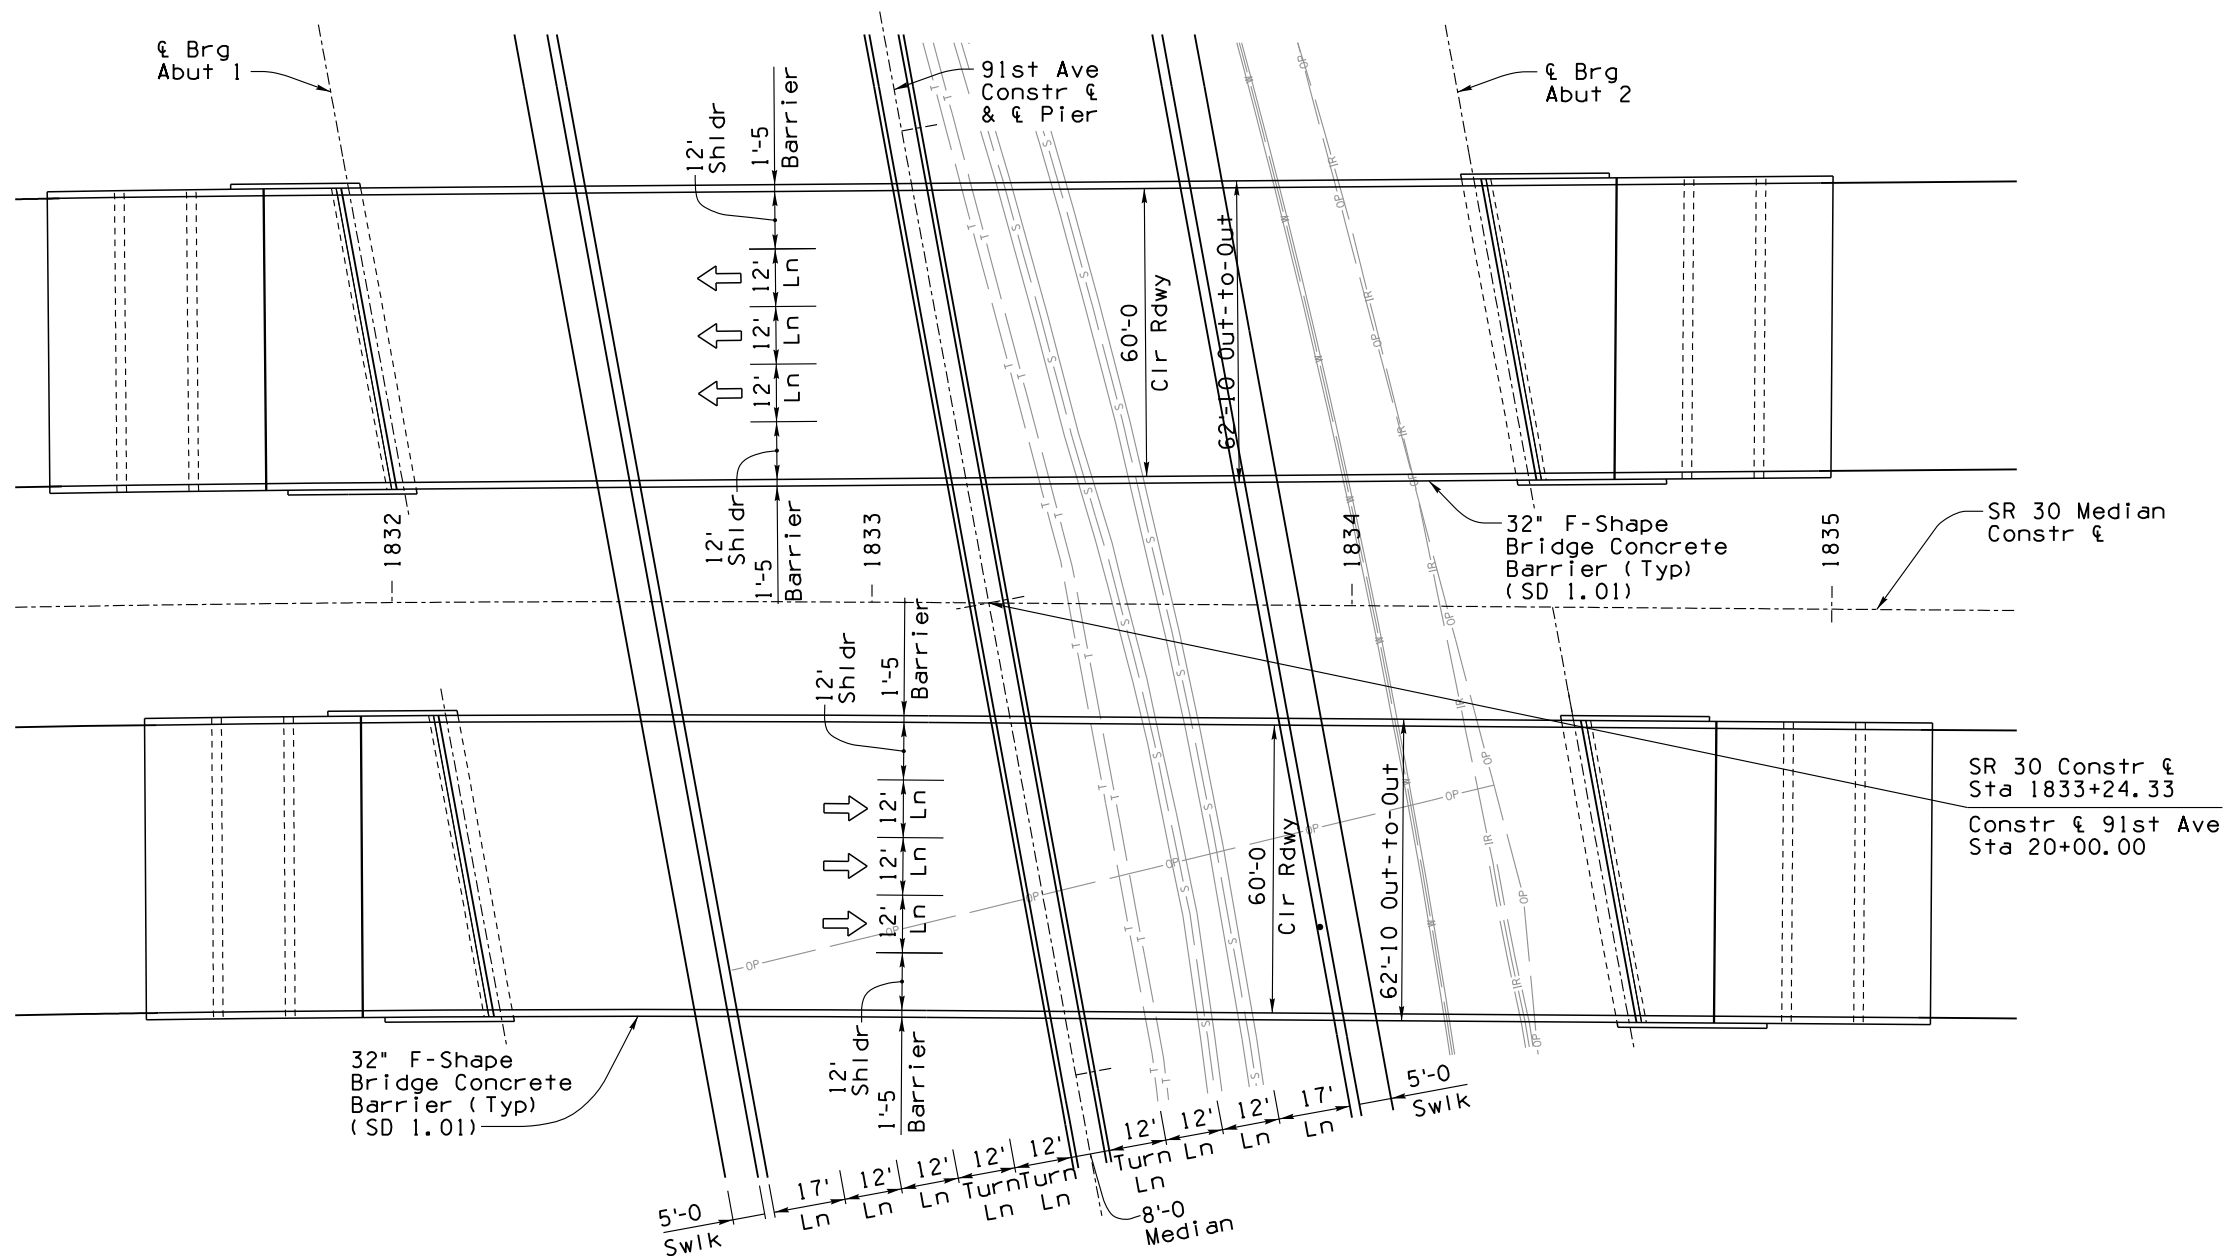 ℄ Brg
Abut 1
91st Ave
Constr ℄
& ℄ Pier
℄ Brg
Abut 2
12'
Shldr
1'-5
Barrier
12'
Ln
12'
Ln
12'
Ln
12'
Shldr
1'-5
Barrier
60'-0
Clr Rdwy
62'-10 Out-to-Out
32" F-Shape
Bridge Concrete
Barrier (Typ)
(SD 1.01)
SR 30 Median
Constr ℄
1832
1833
1834
1835
12'
Shldr
1'-5
Barrier
12'
Ln
12'
Ln
12'
Ln
12'
Shldr
1'-5
Barrier
60'-0
Clr Rdwy
62'-10 Out-to-Out
SR 30 Constr ℄
Sta 1833+24.33
Constr ℄ 91st Ave
Sta 20+00.00
32" F-Shape
Bridge Concrete
Barrier (Typ)
(SD 1.01)
5'-0
Swlk
17'
Ln
12'
Ln
12'
Ln
12'
Turn
Ln
12'
Turn
Ln
8'-0
Median
12'
Turn
Ln
12'
Ln
12'
Ln
17'
Ln
5'-0
Swlk